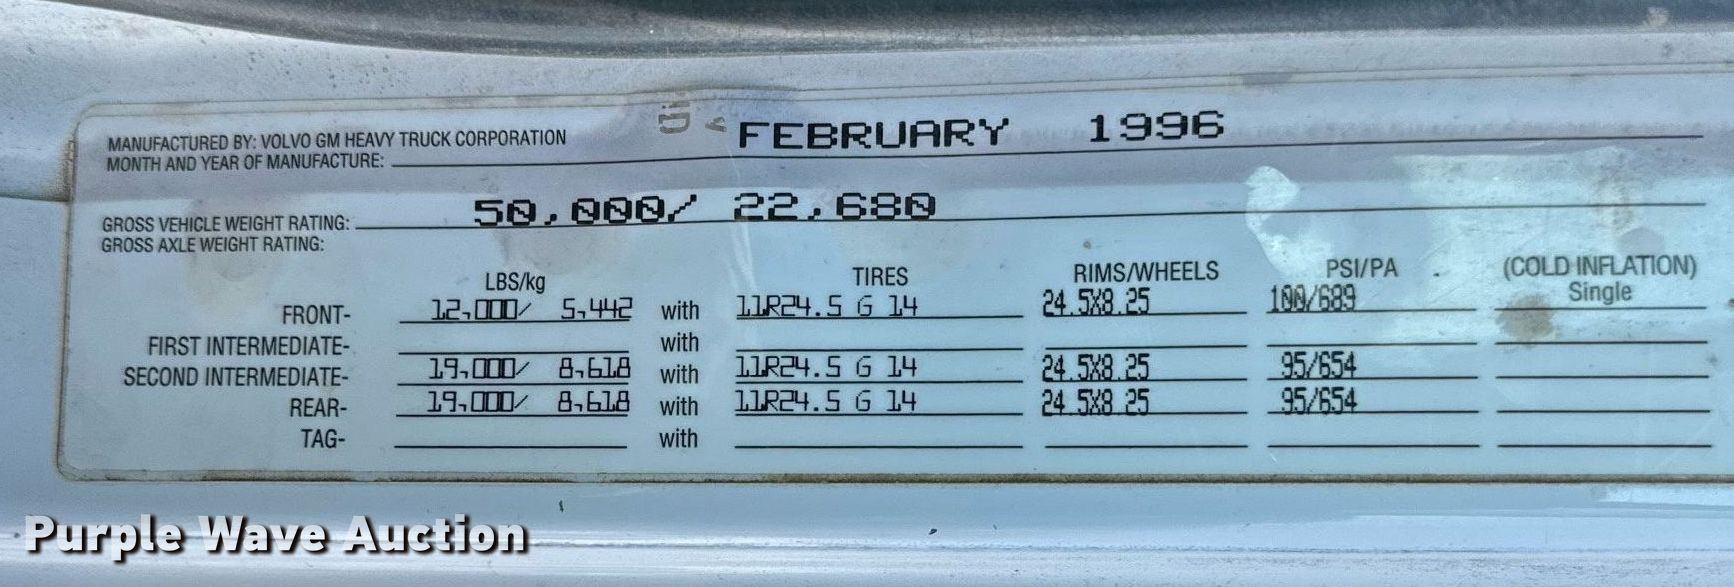 MANUFACTURED BY: VOLVO GM HEAVY TRUCK CORPORATION
MONTH AND YEAR OF MANUFACTURE: FEBRUARY 1996
GROSS VEHICLE WEIGHT RATING: 50,000/ 22,680
GROSS AXLE WEIGHT RATING:
LBS/kg TIRES RIMS/WHEELS PSI/PA (COLD INFLATION)
Single
FRONT- 12,000/ 5,442 with 11R24.5 G 14 24.5X8.25 100/689
FIRST INTERMEDIATE- with
SECOND INTERMEDIATE- 19,000/ 8,618 with 11R24.5 G 14 24.5X8.25 95/654
REAR- 19,000/ 8,618 with 11R24.5 G 14 24.5X8.25 95/654
TAG- with
Purple Wave Auction